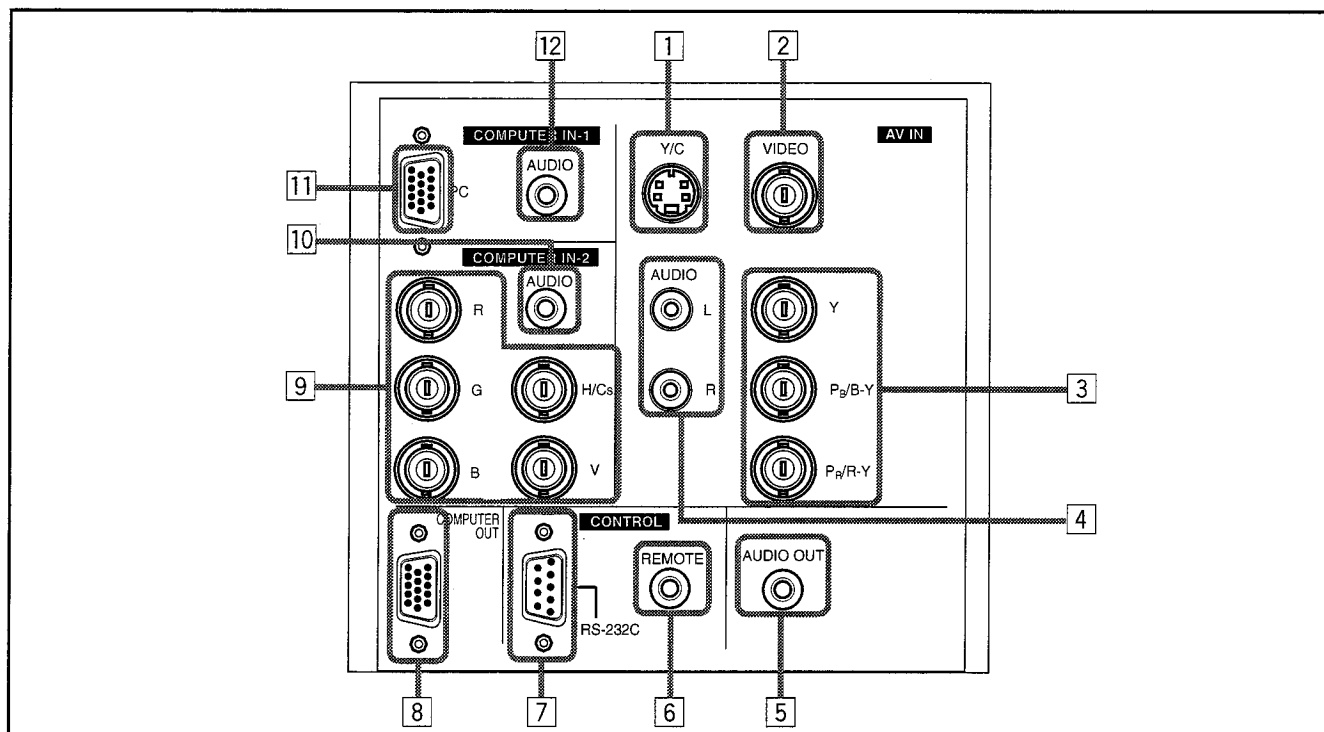 12
1
2
COMPUTER IN-1
AV IN
AUDIO
Y/C
VIDEO
11
PC
10
COMPUTER IN-2
AUDIO
AUDIO
R
L
Y
9
G
H/Cs
R
PB/B-Y
3
B
V
PR/R-Y
4
COMPUTER OUT
CONTROL
REMOTE
AUDIO OUT
RS-232C
8
7
6
5